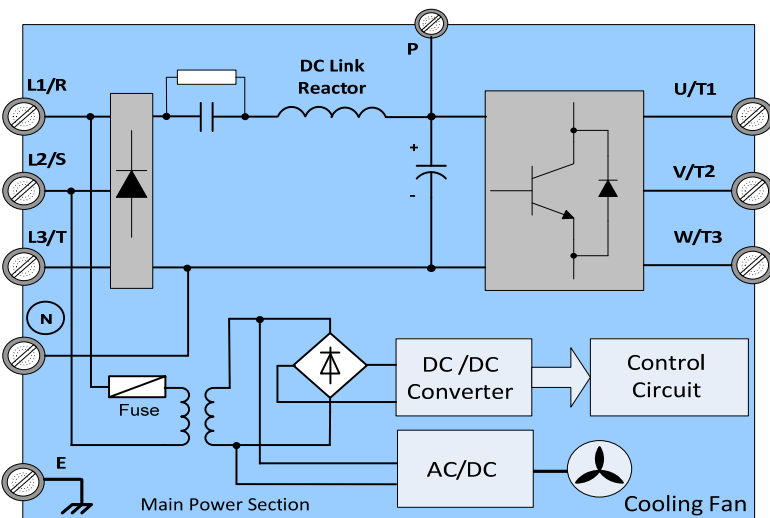 P
L1/R
DC Link
Reactor
U/T1
L2/S
+
V/T2
-
L3/T
W/T3
N
DC /DC
Converter
Control
Circuit
Fuse
AC/DC
E
Main Power Section
Cooling Fan